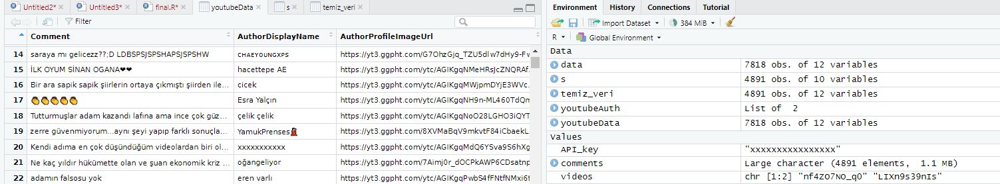 Untitled2* Untitled3* final.R* youtubeData s temiz_veri
Filter
Comment AuthorDisplayName AuthorProfileImageUrl
14 saraya mı gelicezz??;D LDBSPSJSPSHAPSJSPSHW ᴄʜᴀᴇʏᴏᴜɴɢxᴘs https://yt3.ggpht.com/G7OhzGjq_TZU5dlw7dHy9-Fw
15 İLK OYUM SİNAN OGANA❤❤ hacettepe AE https://yt3.ggpht.com/ytc/AGIKgqNMeHRsJcZNQRAf.
16 Bir ara sapik sapik şiirlerin ortaya çıkmıştı şiirden ile... cicek https://yt3.ggpht.com/ytc/AGIKgqMWjpmDYjE3WVc.
17 👏👏👏👏👏 Esra Yalçın https://yt3.ggpht.com/ytc/AGIKgqNH9n-ML460TdQm
18 Tutturmuşlar adam kazandı lafına ama ince çok güz... çelik çelik https://yt3.ggpht.com/ytc/AGIKgqNoO28LGHO3iQYT
19 zerre güvenmiyorum...aynı şeyi yapıp farklı sonuçla... YamukPrenses💃 https://yt3.ggpht.com/8XVMaBqV9mkvtF84iCbaekL
20 Kendi adıma en çok düşündüğüm videolardan biri ol... xxxxxxxxxxx https://yt3.ggpht.com/ytc/AGIKgqMdQ6YSva9S6hXg
21 Ne kaç yıldır hükümette olan ve şuan ekonomik kriz ... oğangeliyor https://yt3.ggpht.com/7Aimj0r_dOCPkAWP6CDsatnp
22 adamın falsosu yok eren varlı https://yt3.ggpht.com/ytc/AGIKgqPwbS4fFNtfNMxi6t
Environment History Connections Tutorial
Import Dataset 384 MiB
R Global Environment
Data
data 7818 obs. of 12 variables
s 4891 obs. of 10 variables
temiz_veri 4891 obs. of 12 variables
youtubeAuth List of 2
youtubeData 7818 obs. of 12 variables
Values
API_key "xxxxxxxxxxxxxxxx"
comments Large character (4891 elements, 1.1 MB)
videos chr [1:2] "nf4ZO7NO_q0" "LIXn9s39nIs"